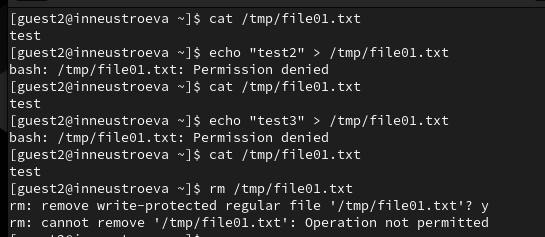 [guest2@inneustroeva ~]$ cat /tmp/file01.txt
test
[guest2@inneustroeva ~]$ echo "test2" > /tmp/file01.txt
bash: /tmp/file01.txt: Permission denied
[guest2@inneustroeva ~]$ cat /tmp/file01.txt
test
[guest2@inneustroeva ~]$ echo "test3" > /tmp/file01.txt
bash: /tmp/file01.txt: Permission denied
[guest2@inneustroeva ~]$ cat /tmp/file01.txt
test
[guest2@inneustroeva ~]$ rm /tmp/file01.txt
rm: remove write-protected regular file '/tmp/file01.txt'? y
rm: cannot remove '/tmp/file01.txt': Operation not permitted